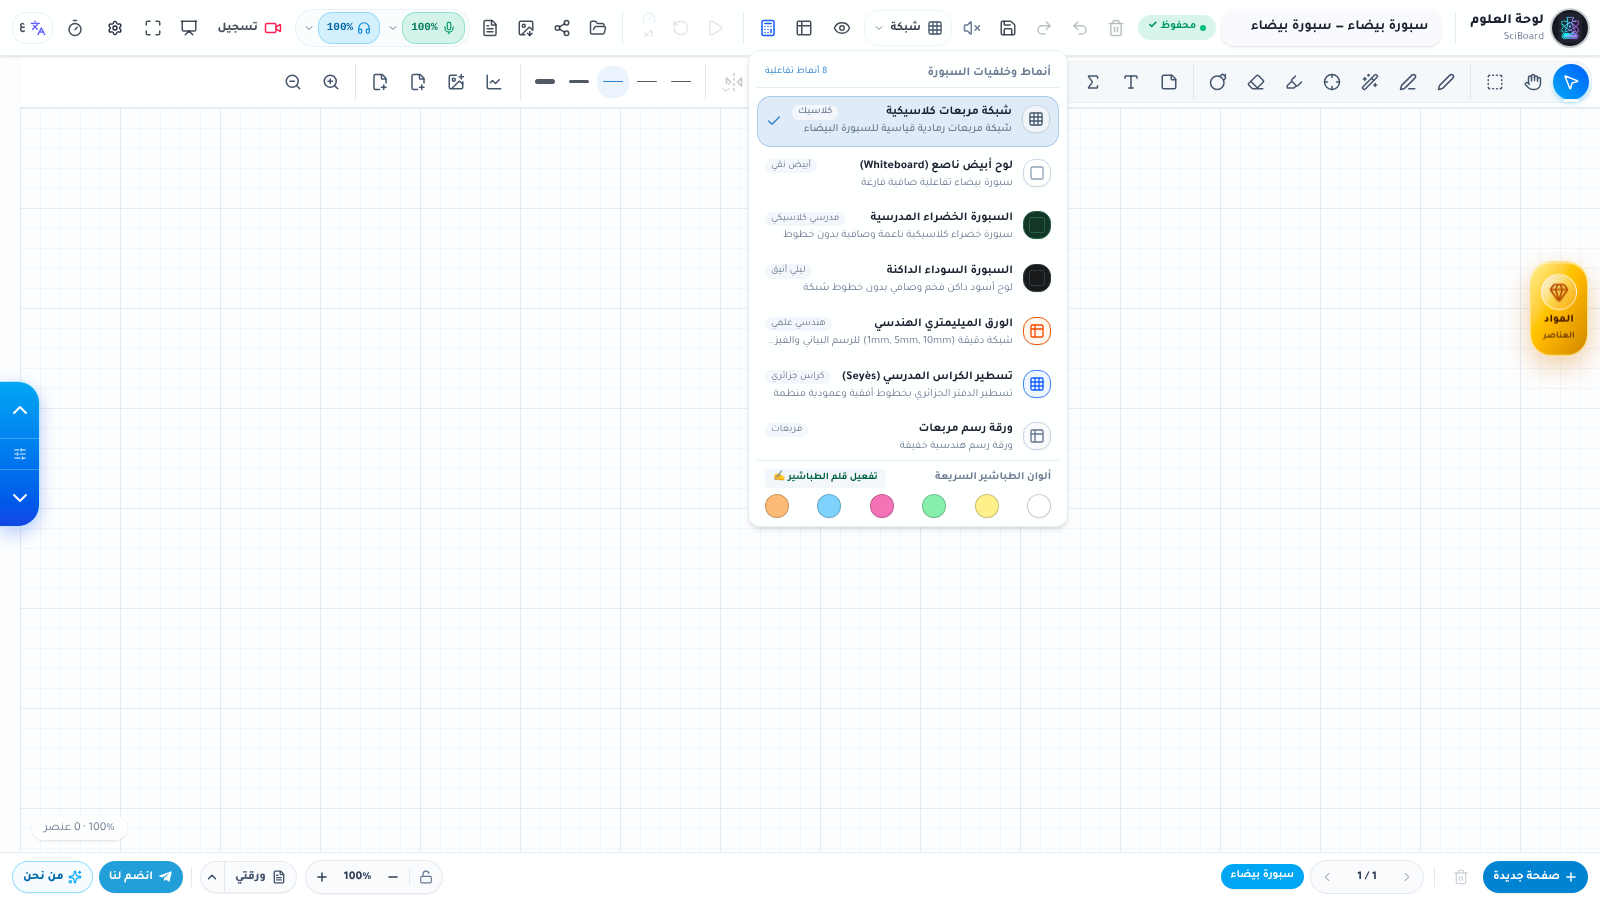 لوحة العلوم
SciBoard
سبورة بيضاء – سبورة بيضاء
محفوظ ✓
شبكة
x1
100%
100%
تسجيل
ع
أنماط وخلفيات السبورة
8 أنماط تفاعلية
شبكة مربعات كلاسيكية
كلاسيك
شبكة مربعات رمادية قياسية للسبورة البيضاء
لوح أبيض ناصع (Whiteboard)
أبيض نقي
سبورة بيضاء تفاعلية صافية فارغة
السبورة الخضراء المدرسية
مدرسي كلاسيكي
سبورة خضراء كلاسيكية ناعمة وصافية بدون خطوط
السبورة السوداء الداكنة
ليلي أنيق
لوح أسود داكن فخم وصافي بدون خطوط شبكة
الورق الميليمتري الهندسي
هندسي علمي
شبكة دقيقة (1mm, 5mm, 10mm) للرسم البياني والفيز...
تسطير الكراس المدرسي (Seyès)
كراس جزائري
تسطير الدفتر الجزائري بخطوط أفقية وعمودية منظمة
ورقة رسم مربعات
مربعات
ورقة رسم هندسية خفيفة
ألوان الطباشير السريعة
تفعيل قلم الطباشير ✍️
المواد
العناصر
100% · 0 عنصر
صفحة جديدة
1 / 1
سبورة بيضاء
100%
ورقتي
انضم لنا
من نحن